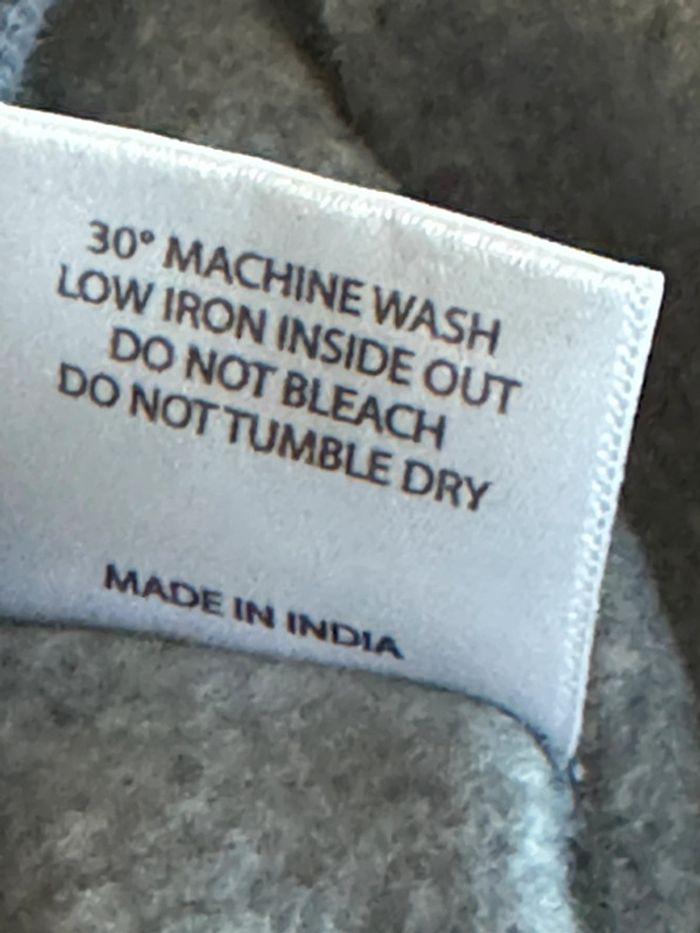 30° MACHINE WASH
LOW IRON INSIDE OUT
DO NOT BLEACH
DO NOT TUMBLE DRY
MADE IN INDIA